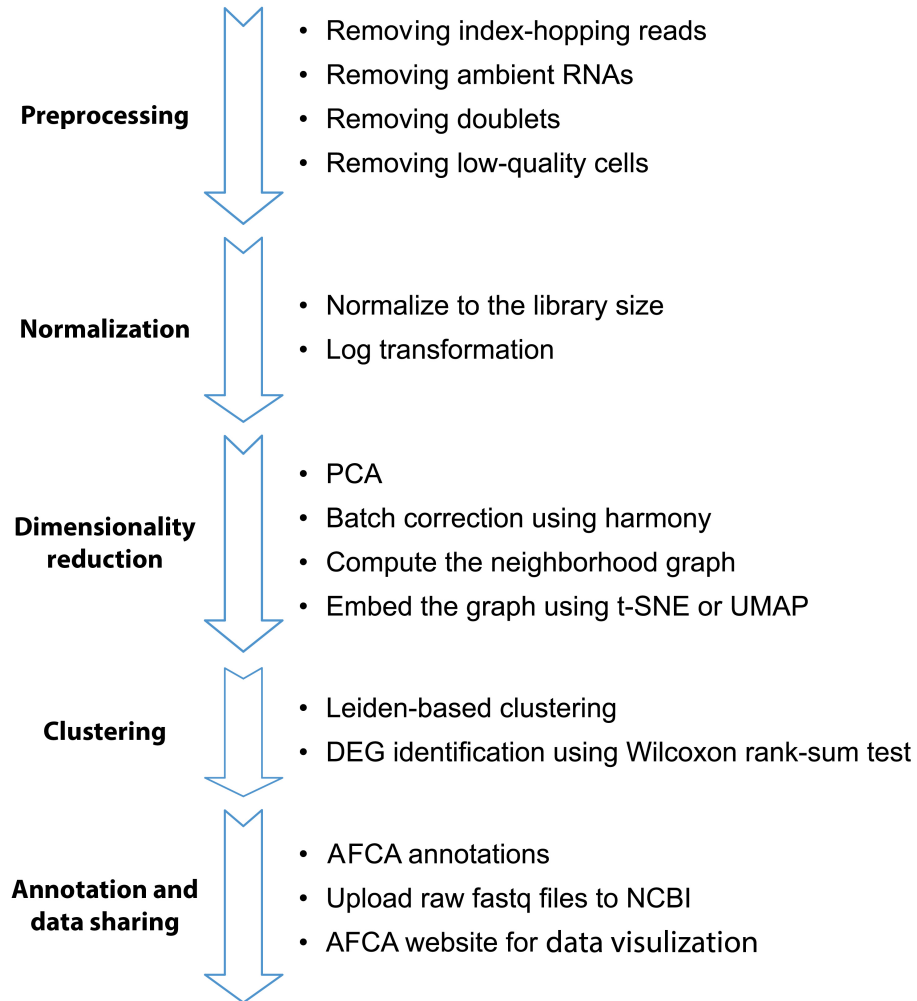 Preprocessing
• Removing index-hopping reads
• Removing ambient RNAs
• Removing doublets
• Removing low-quality cells
Normalization
• Normalize to the library size
• Log transformation
Dimensionality
reduction
• PCA
• Batch correction using harmony
• Compute the neighborhood graph
• Embed the graph using t-SNE or UMAP
Clustering
• Leiden-based clustering
• DEG identification using Wilcoxon rank-sum test
Annotation and
data sharing
• AFCA annotations
• Upload raw fastq files to NCBI
• AFCA website for data visulization